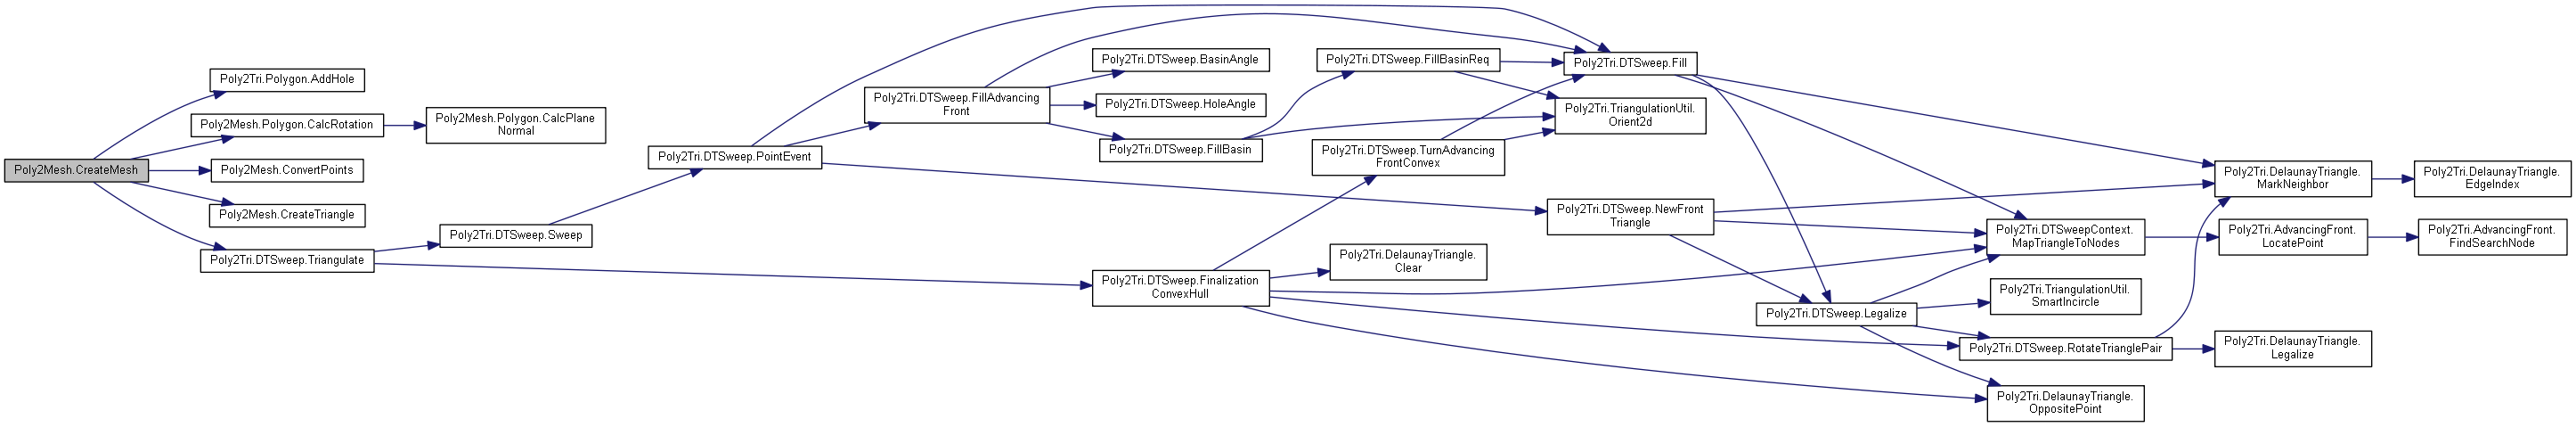 Poly2Mesh.CreateMesh
Poly2Tri.Polygon.AddHole
Poly2Mesh.Polygon.CalcRotation
Poly2Mesh.Polygon.CalcPlane
Normal
Poly2Mesh.ConvertPoints
Poly2Mesh.CreateTriangle
Poly2Tri.DTSweep.Triangulate
Poly2Tri.DTSweep.Sweep
Poly2Tri.DTSweep.PointEvent
Poly2Tri.DTSweep.FillAdvancing
Front
Poly2Tri.DTSweep.BasinAngle
Poly2Tri.DTSweep.HoleAngle
Poly2Tri.DTSweep.FillBasin
Poly2Tri.DTSweep.Finalization
ConvexHull
Poly2Tri.DTSweep.FillBasinReq
Poly2Tri.DTSweep.TurnAdvancing
FrontConvex
Poly2Tri.DelaunayTriangle.
Clear
Poly2Tri.DTSweep.Fill
Poly2Tri.TriangulationUtil.
Orient2d
Poly2Tri.DTSweep.NewFront
Triangle
Poly2Tri.DTSweep.Legalize
Poly2Tri.DTSweepContext.
MapTriangleToNodes
Poly2Tri.TriangulationUtil.
SmartIncircle
Poly2Tri.DTSweep.RotateTrianglePair
Poly2Tri.DelaunayTriangle.
OppositePoint
Poly2Tri.DelaunayTriangle.
MarkNeighbor
Poly2Tri.AdvancingFront.
LocatePoint
Poly2Tri.DelaunayTriangle.
Legalize
Poly2Tri.DelaunayTriangle.
EdgeIndex
Poly2Tri.AdvancingFront.
FindSearchNode